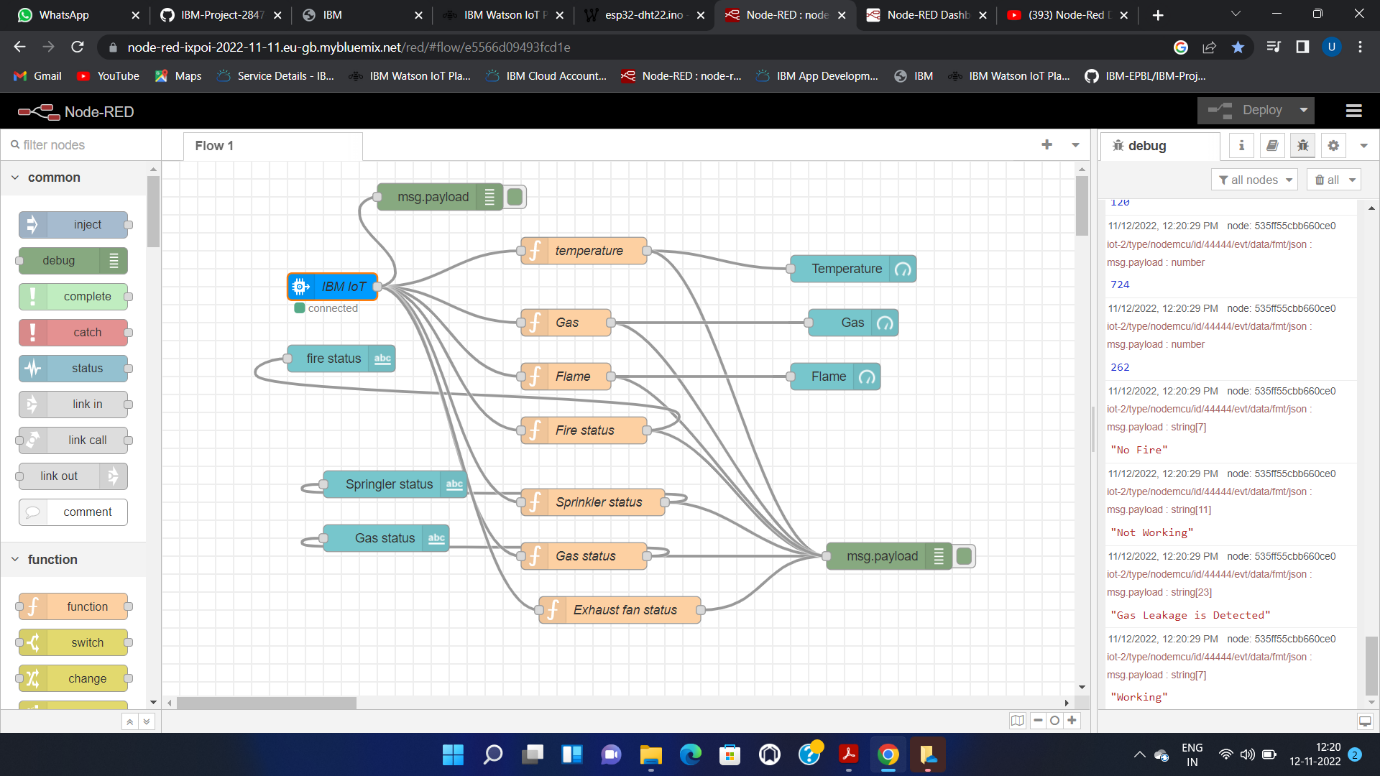 WhatsApp
IBM-Project-2847
IBM
IBM Watson IoT P
esp32-dht22.ino -
Node-RED : node
Node-RED Dashb
(393) Node-Red D
node-red-ixpoi-2022-11-11.eu-gb.mybluemix.net/red/#flow/e5566d09493fcd1e
U
Gmail
YouTube
Maps
Service Details - IB...
IBM Watson IoT Pla...
IBM Cloud Account...
Node-RED : node-r...
IBM App Developm...
IBM
IBM Watson IoT Pla...
IBM-EPBL/IBM-Proj...
Node-RED
Deploy
filter nodes
common
inject
debug
complete
catch
status
link in
link call
link out
comment
function
function
switch
change
Flow 1
msg.payload
IBM IoT
connected
fire status
abc
Springler status
abc
Gas status
abc
temperature
Gas
Flame
Fire status
Sprinkler status
Gas status
Exhaust fan status
Temperature
Gas
Flame
msg.payload
debug
i
all nodes
all
120
11/12/2022, 12:20:29 PM node: 535ff55cbb660ce0
iot-2/type/nodemcu/id/44444/evt/data/fmt/json :
msg.payload : number
724
11/12/2022, 12:20:29 PM node: 535ff55cbb660ce0
iot-2/type/nodemcu/id/44444/evt/data/fmt/json :
msg.payload : number
262
11/12/2022, 12:20:29 PM node: 535ff55cbb660ce0
iot-2/type/nodemcu/id/44444/evt/data/fmt/json :
msg.payload : string[7]
"No Fire"
11/12/2022, 12:20:29 PM node: 535ff55cbb660ce0
iot-2/type/nodemcu/id/44444/evt/data/fmt/json :
msg.payload : string[11]
"Not Working"
11/12/2022, 12:20:29 PM node: 535ff55cbb660ce0
iot-2/type/nodemcu/id/44444/evt/data/fmt/json :
msg.payload : string[23]
"Gas Leakage is Detected"
11/12/2022, 12:20:29 PM node: 535ff55cbb660ce0
iot-2/type/nodemcu/id/44444/evt/data/fmt/json :
msg.payload : string[7]
"Working"
ENG
IN
12:20
12-11-2022
2